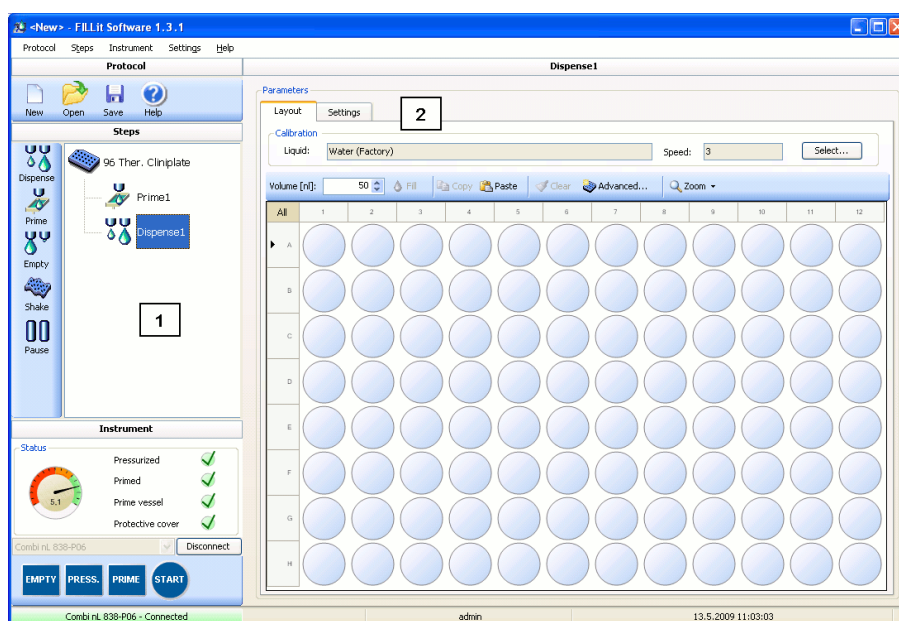 <New> - FILLit Software 1.3.1
Protocol Steps Instrument Settings Help
Protocol
Dispense1
New Open Save Help
Parameters
Layout Settings
2
Steps
Calibration
Liquid: Water (Factory) Speed: 3 Select...
Dispense
Prime
Empty
Shake
Pause
96 Ther. Cliniplate
Prime1
Dispense1
1
Volume [nl]: 50 Fill Copy Paste Clear Advanced... Zoom
All 1 2 3 4 5 6 7 8 9 10 11 12
A
B
C
D
E
F
G
H
Instrument
Status
5.1
Pressurized
Primed
Prime vessel
Protective cover
Combi nL 838-P06 Disconnect
EMPTY PRESS. PRIME START
Combi nL 838-P06 - Connected admin 13.5.2009 11:03:03